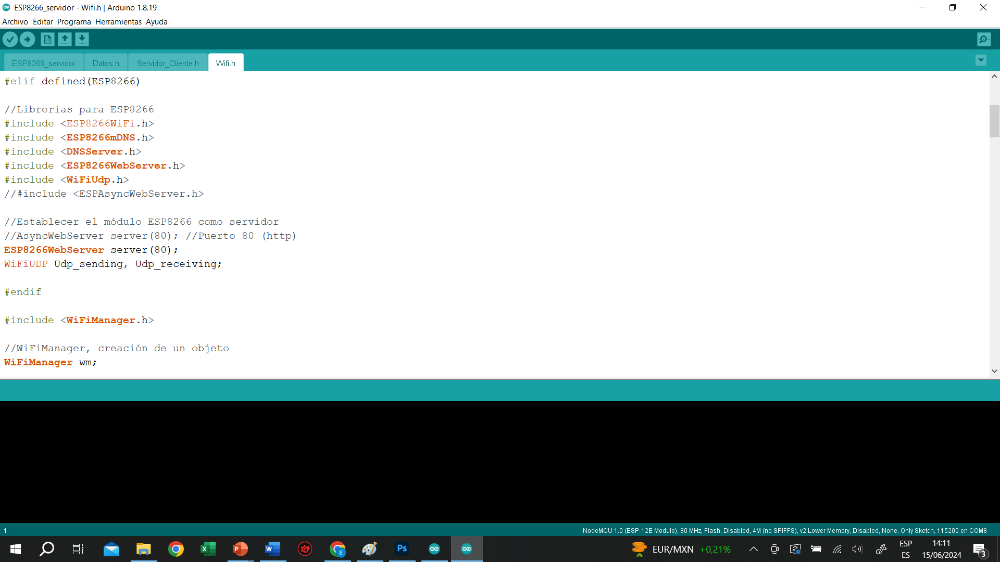 ESP8266_servidor - Wifi.h | Arduino 1.8.19
Archivo Editar Programa Herramientas Ayuda
ESP8266_servidor Datos.h Servidor_Cliente.h Wifi.h
#elif defined(ESP8266)
//Librerias para ESP8266
#include <ESP8266WiFi.h>
#include <ESP8266mDNS.h>
#include <DNSServer.h>
#include <ESP8266WebServer.h>
#include <WiFiUdp.h>
//#include <ESPAsyncWebServer.h>
//Establecer el módulo ESP8266 como servidor
//AsyncWebServer server(80); //Puerto 80 (http)
ESP8266WebServer server(80);
WiFiUDP Udp_sending, Udp_receiving;
#endif
#include <WiFiManager.h>
//WiFiManager, creación de un objeto
WiFiManager wm;
1 NodeMCU 1.0 (ESP-12E Module), 80 MHz, Flash, Disabled, 4M (no SPIFFS), v2 Lower Memory, Disabled, None, Only Sketch, 115200 en COM8
EUR/MXN +0,21%
ESP
ES
14:11
15/06/2024
3